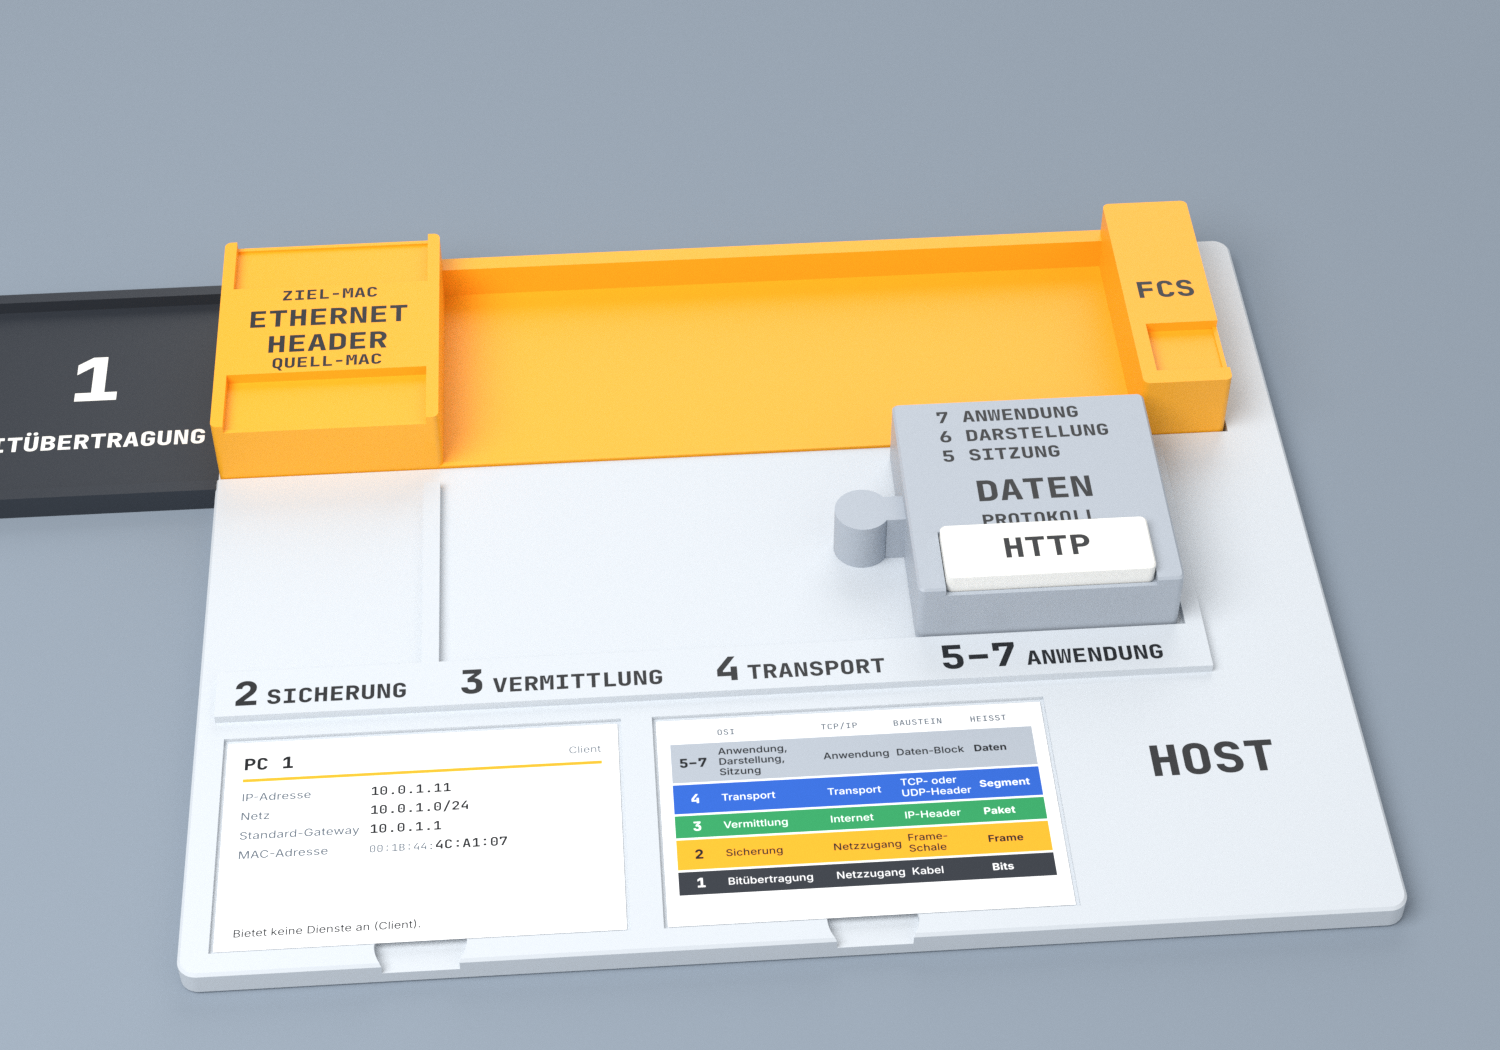 ZIEL-MAC
ETHERNET
HEADER
QUELL-MAC
FCS
1
ITÜBERTRAGUNG
7 ANWENDUNG
6 DARSTELLUNG
5 SITZUNG
DATEN
PROTOKOLL
HTTP
2 SICHERUNG
3 VERMITTLUNG
4 TRANSPORT
5–7 ANWENDUNG
PC 1
Client
IP-Adresse 10.0.1.11
Netz 10.0.1.0/24
Standard-Gateway 10.0.1.1
MAC-Adresse 00:1B:44:4C:A1:07
Bietet keine Dienste an (Client).
OSI TCP/IP BAUSTEIN HEISST
5–7 Anwendung, Darstellung, Sitzung Anwendung Daten-Block Daten
4 Transport Transport TCP- oder UDP-Header Segment
3 Vermittlung Internet IP-Header Paket
2 Sicherung Netzzugang Frame-Schale Frame
1 Bitübertragung Netzzugang Kabel Bits
HOST